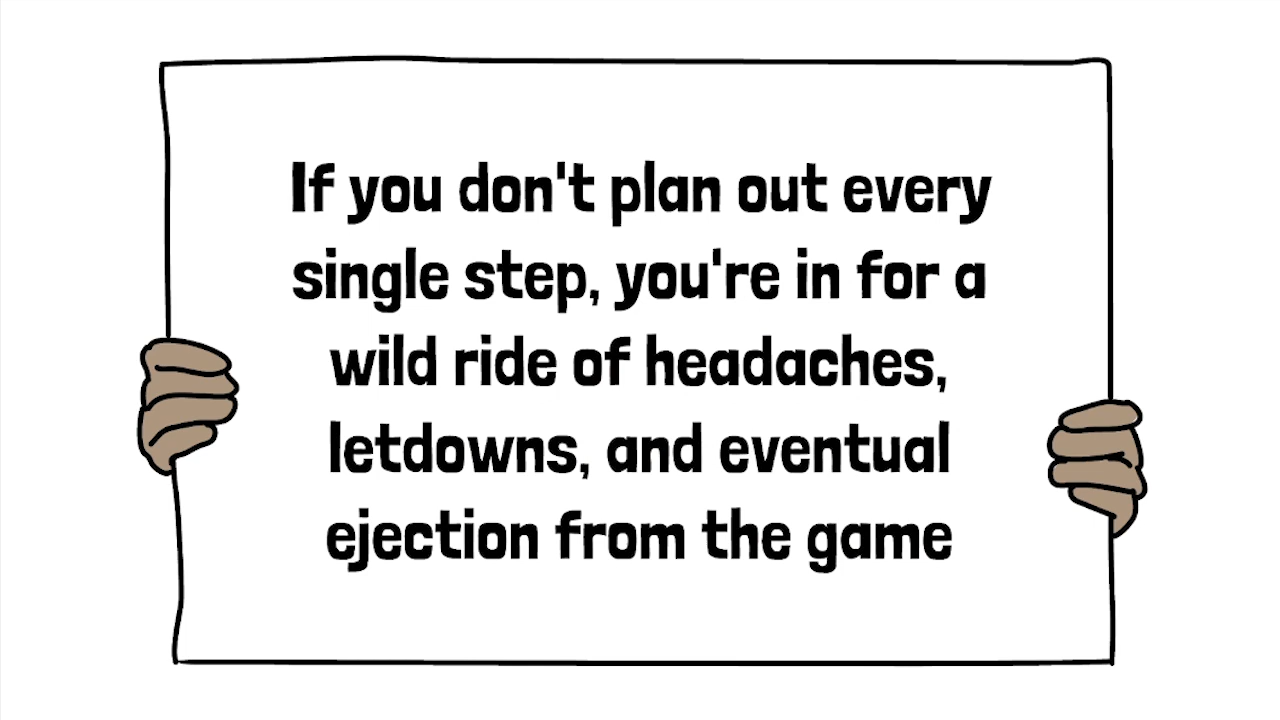 If you don't plan out every
single step, you're in for a
wild ride of headaches,
letdowns, and eventual
ejection from the game